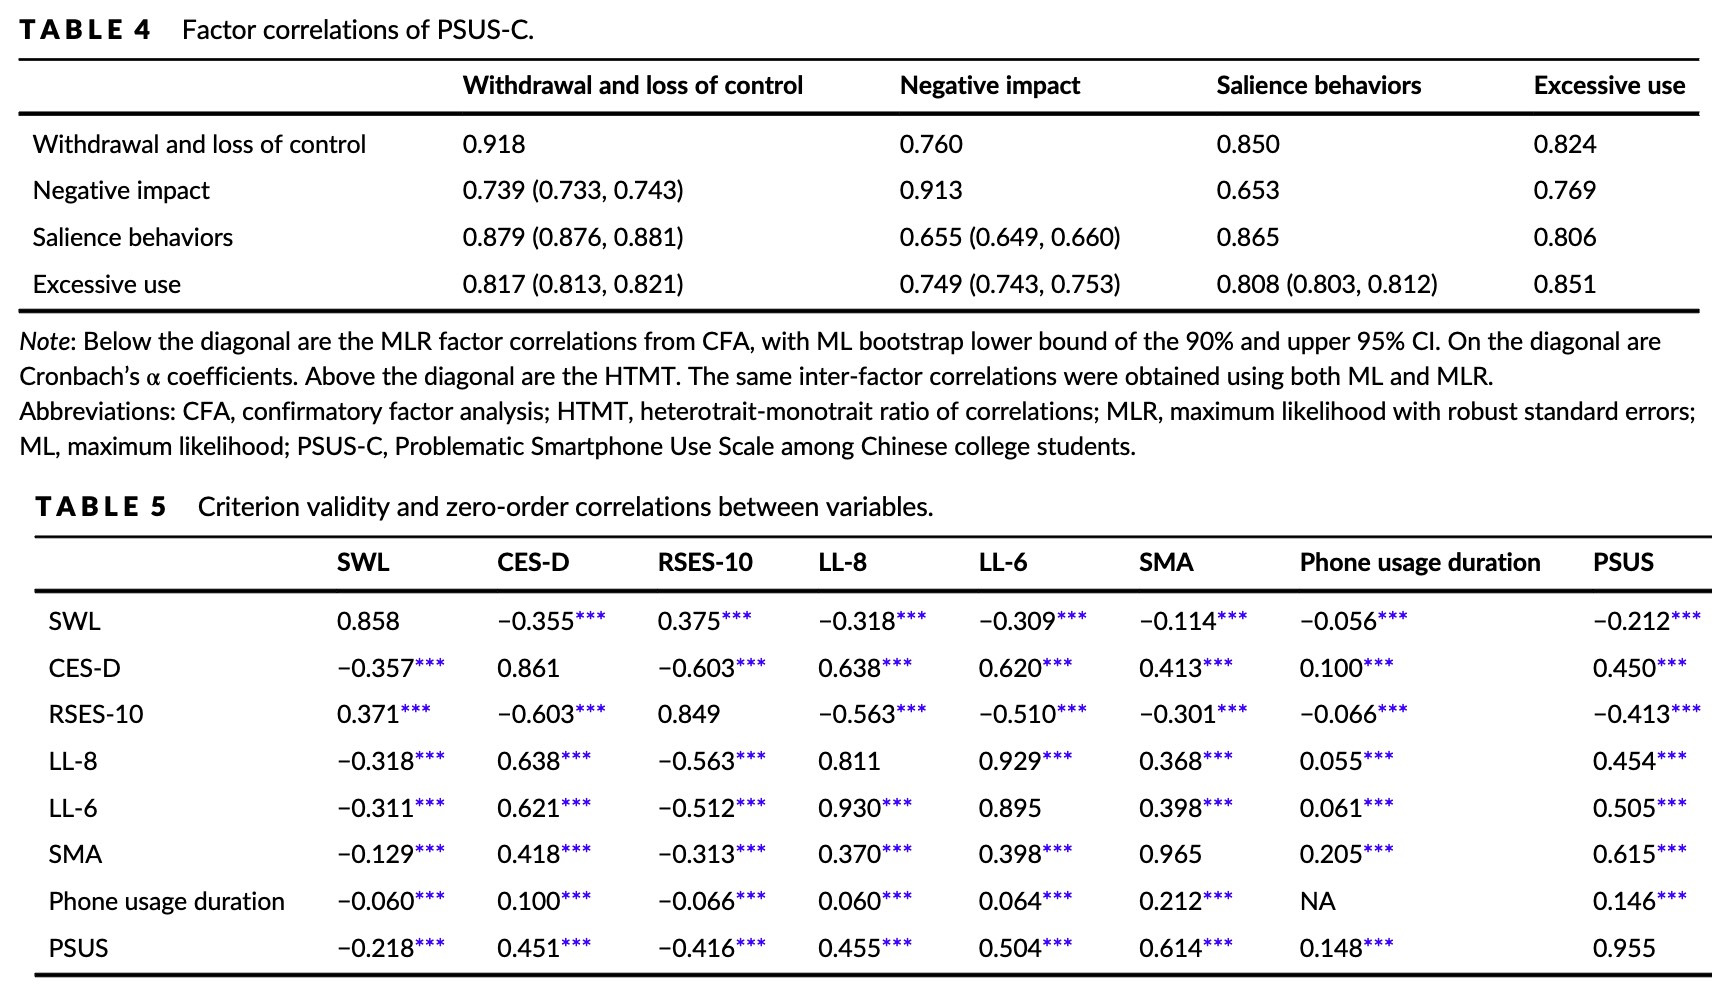 TABLE 4 Factor correlations of PSUS-C.
Withdrawal and loss of control Negative impact Salience behaviors Excessive use
Withdrawal and loss of control 0.918 0.760 0.850 0.824
Negative impact 0.739 (0.733, 0.743) 0.913 0.653 0.769
Salience behaviors 0.879 (0.876, 0.881) 0.655 (0.649, 0.660) 0.865 0.806
Excessive use 0.817 (0.813, 0.821) 0.749 (0.743, 0.753) 0.808 (0.803, 0.812) 0.851
Note: Below the diagonal are the MLR factor correlations from CFA, with ML bootstrap lower bound of the 90% and upper 95% CI. On the diagonal are
Cronbach’s α coefficients. Above the diagonal are the HTMT. The same inter-factor correlations were obtained using both ML and MLR.
Abbreviations: CFA, confirmatory factor analysis; HTMT, heterotrait-monotrait ratio of correlations; MLR, maximum likelihood with robust standard errors;
ML, maximum likelihood; PSUS-C, Problematic Smartphone Use Scale among Chinese college students.
TABLE 5 Criterion validity and zero-order correlations between variables.
SWL CES-D RSES-10 LL-8 LL-6 SMA Phone usage duration PSUS
SWL 0.858 −0.355*** 0.375*** −0.318*** −0.309*** −0.114*** −0.056*** −0.212***
CES-D −0.357*** 0.861 −0.603*** 0.638*** 0.620*** 0.413*** 0.100*** 0.450***
RSES-10 0.371*** −0.603*** 0.849 −0.563*** −0.510*** −0.301*** −0.066*** −0.413***
LL-8 −0.318*** 0.638*** −0.563*** 0.811 0.929*** 0.368*** 0.055*** 0.454***
LL-6 −0.311*** 0.621*** −0.512*** 0.930*** 0.895 0.398*** 0.061*** 0.505***
SMA −0.129*** 0.418*** −0.313*** 0.370*** 0.398*** 0.965 0.205*** 0.615***
Phone usage duration −0.060*** 0.100*** −0.066*** 0.060*** 0.064*** 0.212*** NA 0.146***
PSUS −0.218*** 0.451*** −0.416*** 0.455*** 0.504*** 0.614*** 0.148*** 0.955